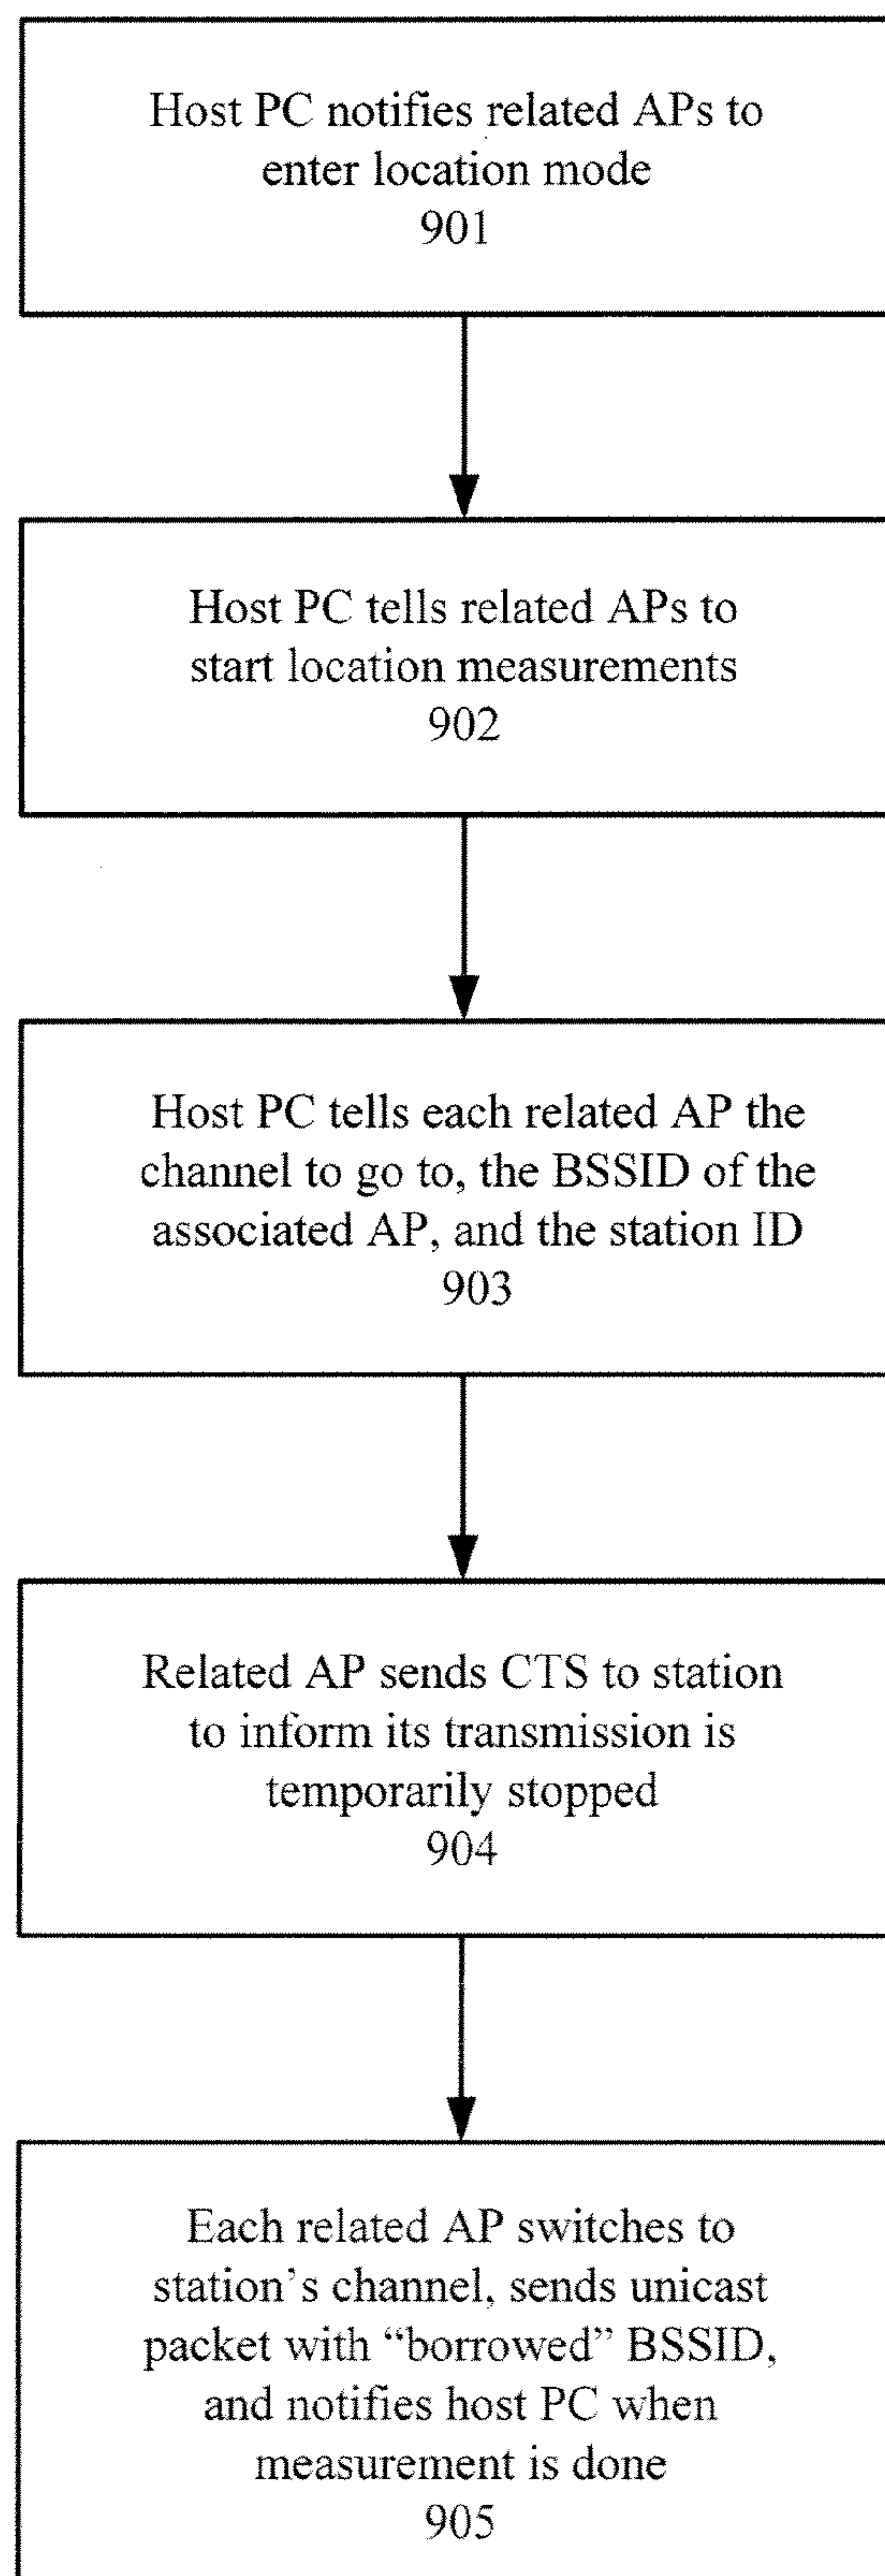 Host PC notifies related APs to
enter location mode
901
Host PC tells related APs to
start location measurements
902
Host PC tells each related AP the
channel to go to, the BSSID of the
associated AP, and the station ID
903
Related AP sends CTS to station
to inform its transmission is
temporarily stopped
904
Each related AP switches to
station's channel, sends unicast
packet with “borrowed” BSSID,
and notifies host PC when
measurement is done
905